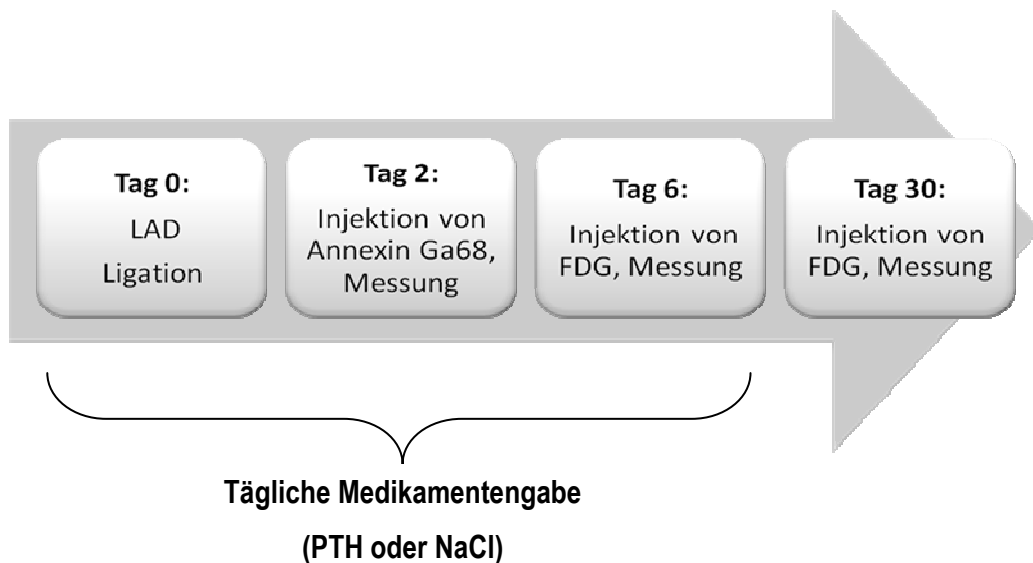 Tag 0:
LAD
Ligation
Tag 2:
Injektion von
Annexin Ga68,
Messung
Tag 6:
Injektion von
FDG, Messung
Tag 30:
Injektion von
FDG, Messung
Tägliche Medikamentengabe
(PTH oder NaCl)